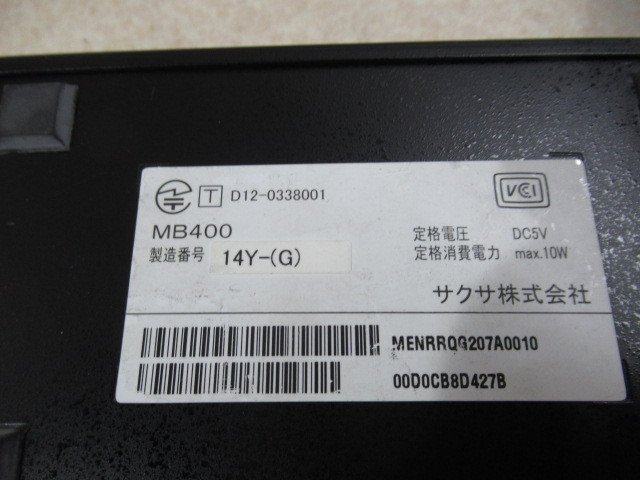 T D12-0338001
VCI
MB400
製造番号 14Y-(G)
定格電圧 DC5V
定格消費電力 max.10W
サクサ株式会社
MENRRQG207A0010
00D0CB8D427B